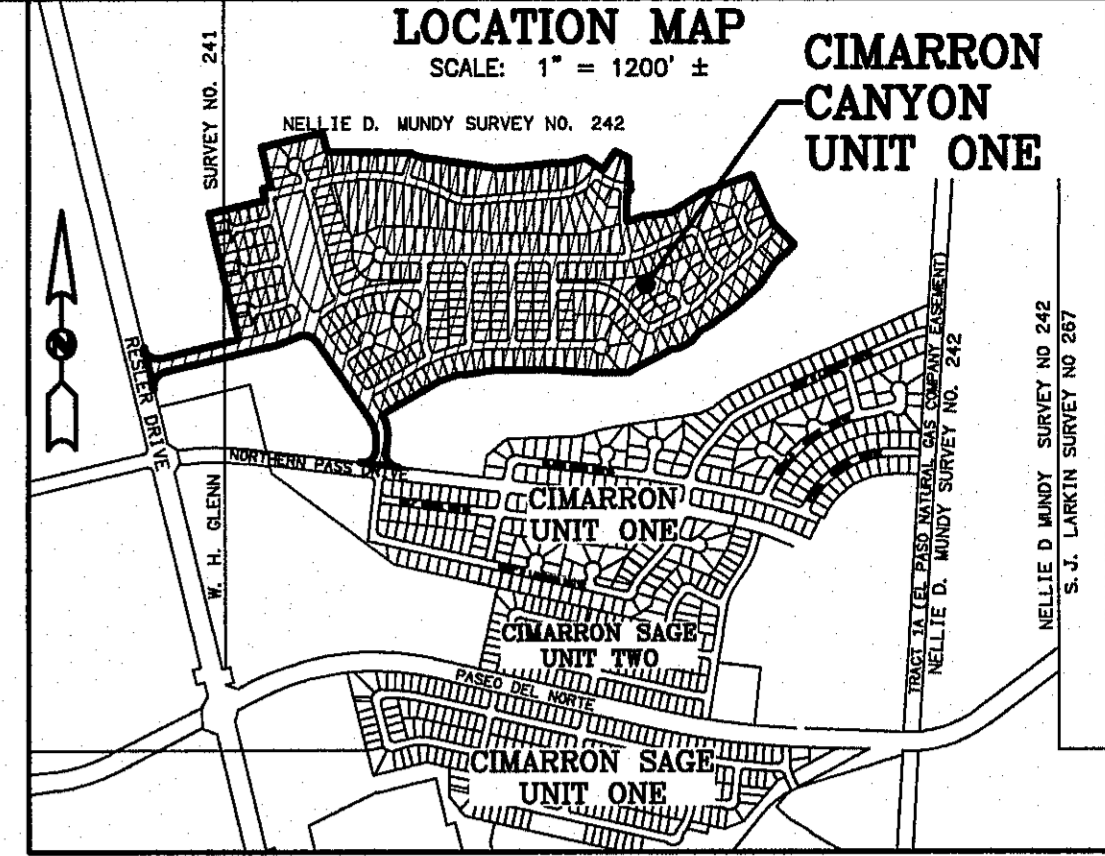 LOCATION MAP
SCALE: 1" = 1200' ±
CIMARRON
CANYON
UNIT ONE
NELLIE D. MUNDY SURVEY NO. 242
SURVEY NO. 241
W. H. GLENN
RESLER DRIVE
NORTHERN PASS DRIVE
CIMARRON
UNIT ONE
CIMARRON SAGE
UNIT TWO
PASEO DEL NORTE
CIMARRON SAGE
UNIT ONE
TRACT 1A (EL PASO NATURAL GAS COMPANY EASEMENT)
NELLIE D. MUNDY SURVEY NO. 242
NELLIE D MUNDY SURVEY NO 242
S. J. LARKIN SURVEY NO 267